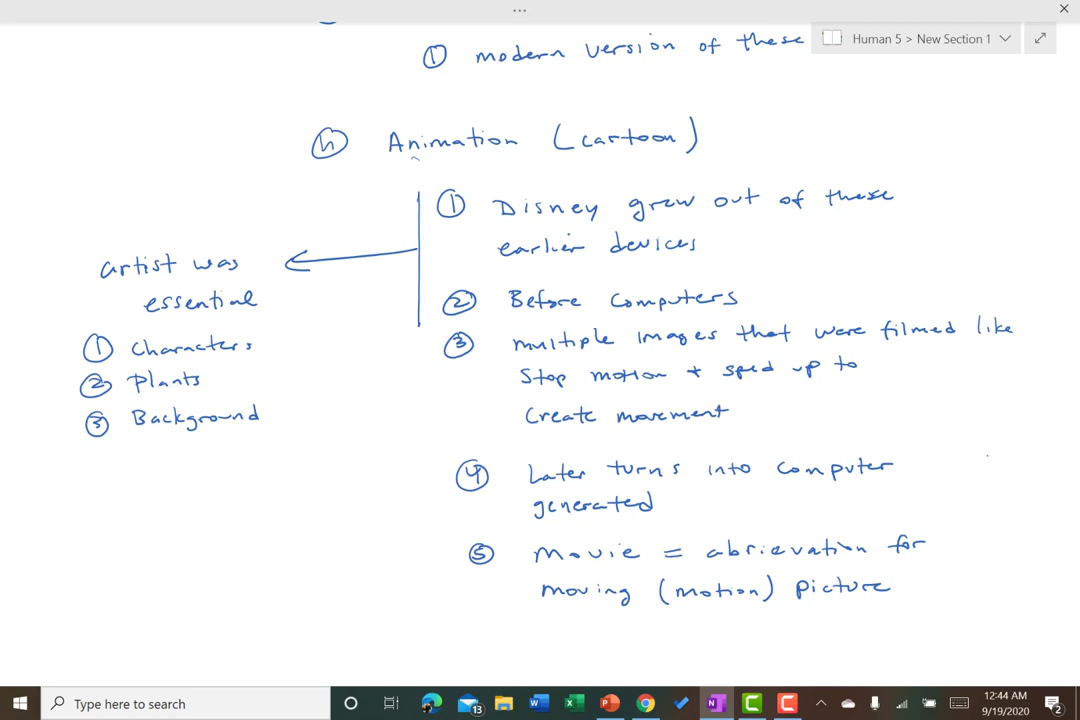 Human 5 > New Section 1
① modern version of these
ⓗ Animation (cartoon)
① Disney grew out of these
earlier devices
② Before Computers
③ multiple images that were filmed like
Stop motion + sped up to
Create movement
④ Later turns into computer
generated
⑤ Movie = abrievation for
moving (motion) picture
artist was
essential
① Characters
② Plants
③ Background
Type here to search
13
12:44 AM
9/19/2020
2